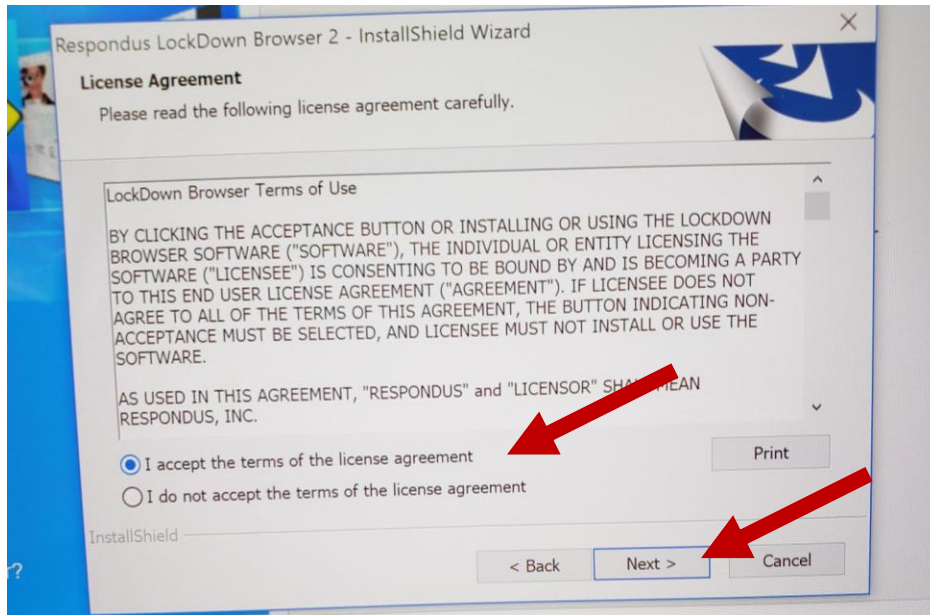 Respondus LockDown Browser 2 - InstallShield Wizard
License Agreement
Please read the following license agreement carefully.
LockDown Browser Terms of Use
BY CLICKING THE ACCEPTANCE BUTTON OR INSTALLING OR USING THE LOCKDOWN
BROWSER SOFTWARE ("SOFTWARE"), THE INDIVIDUAL OR ENTITY LICENSING THE
SOFTWARE ("LICENSEE") IS CONSENTING TO BE BOUND BY AND IS BECOMING A PARTY
TO THIS END USER LICENSE AGREEMENT ("AGREEMENT"). IF LICENSEE DOES NOT
AGREE TO ALL OF THE TERMS OF THIS AGREEMENT, THE BUTTON INDICATING NON-
ACCEPTANCE MUST BE SELECTED, AND LICENSEE MUST NOT INSTALL OR USE THE
SOFTWARE.
AS USED IN THIS AGREEMENT, "RESPONDUS" and "LICENSOR" SHALL MEAN
RESPONDUS, INC.
I accept the terms of the license agreement
Print
I do not accept the terms of the license agreement
InstallShield
< Back Next > Cancel